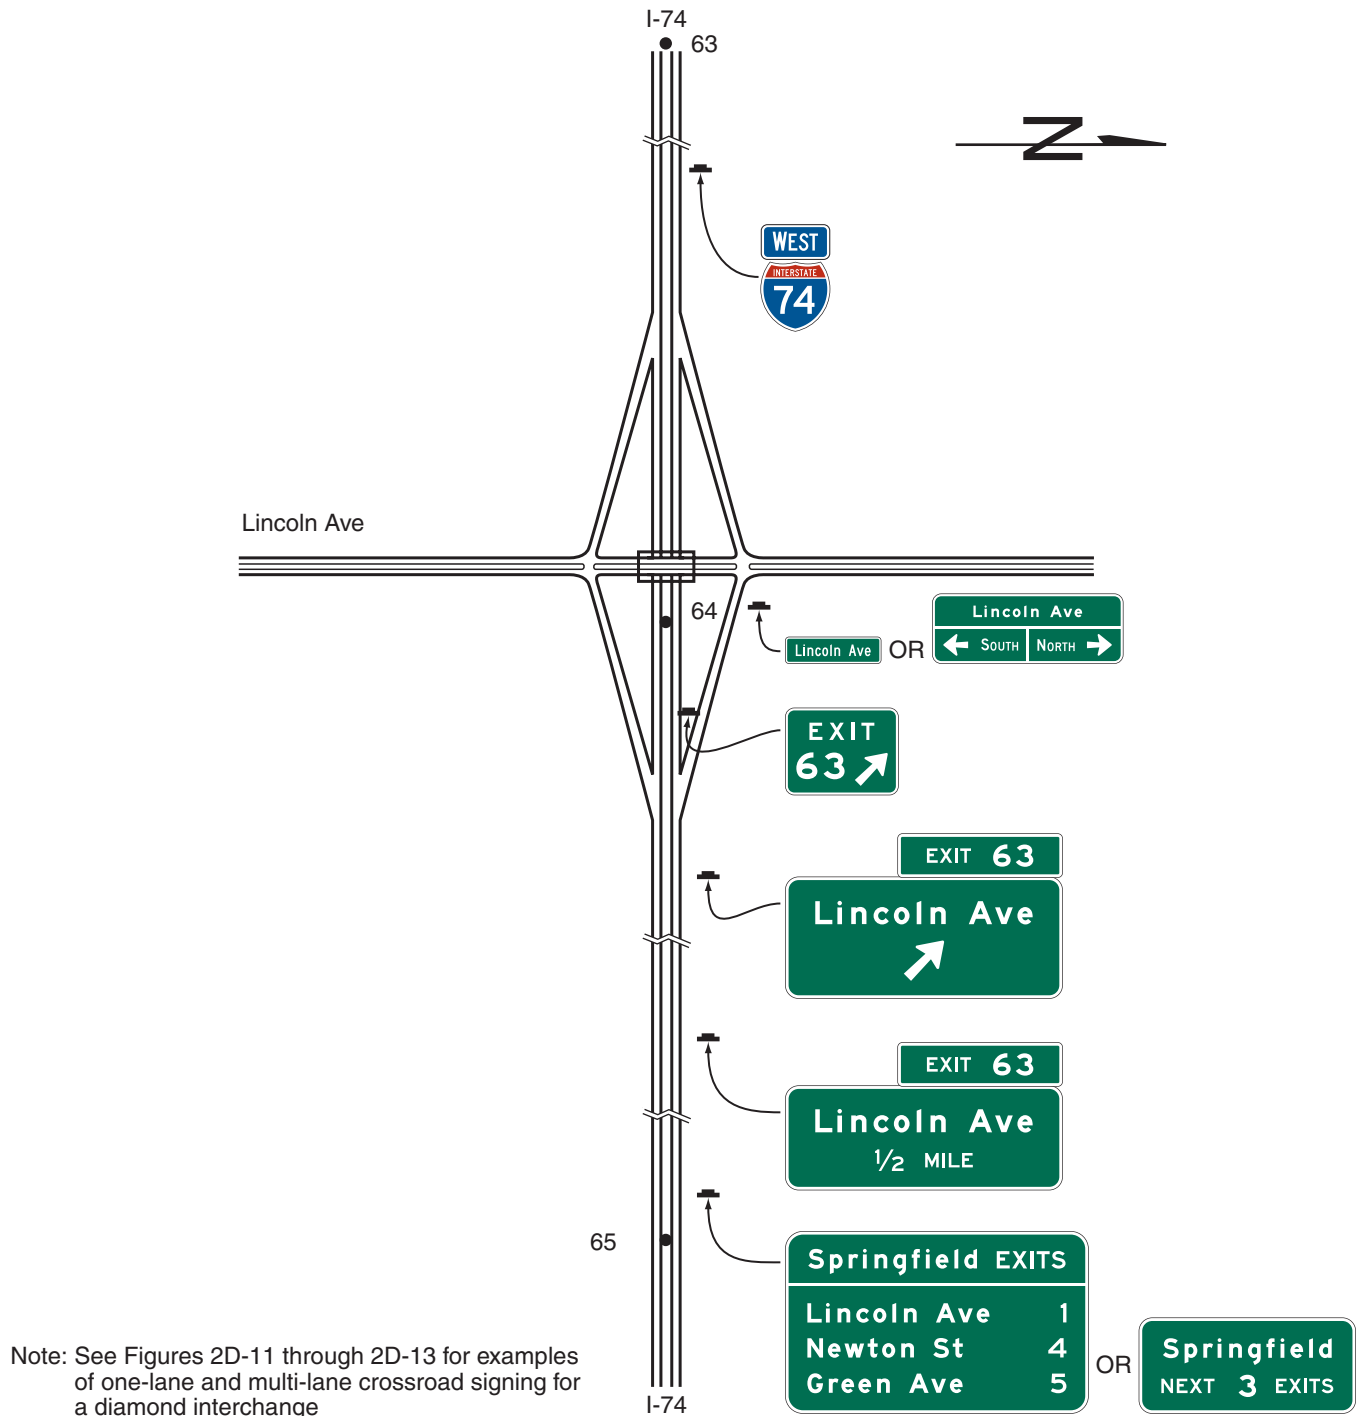 I-74
63
N
WEST
INTERSTATE
74
Lincoln Ave
64
Lincoln Ave
OR
Lincoln Ave
SOUTH NORTH
EXIT
63
EXIT 63
Lincoln Ave
EXIT 63
Lincoln Ave
1/2 MILE
65
Springfield EXITS
Lincoln Ave 1
Newton St 4
Green Ave 5
OR
Springfield
NEXT 3 EXITS
I-74
Note: See Figures 2D-11 through 2D-13 for examples
of one-lane and multi-lane crossroad signing for
a diamond interchange